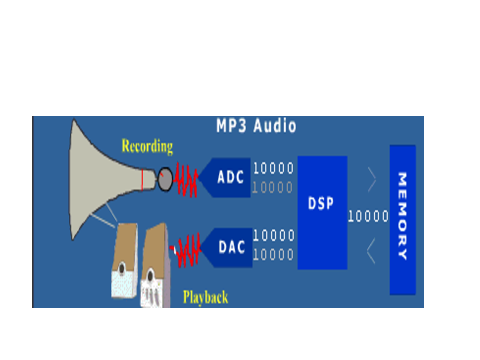 MP3 Audio
Recording
ADC
10000
10000
DSP
10000
MEMORY
DAC
10000
10000
Playback